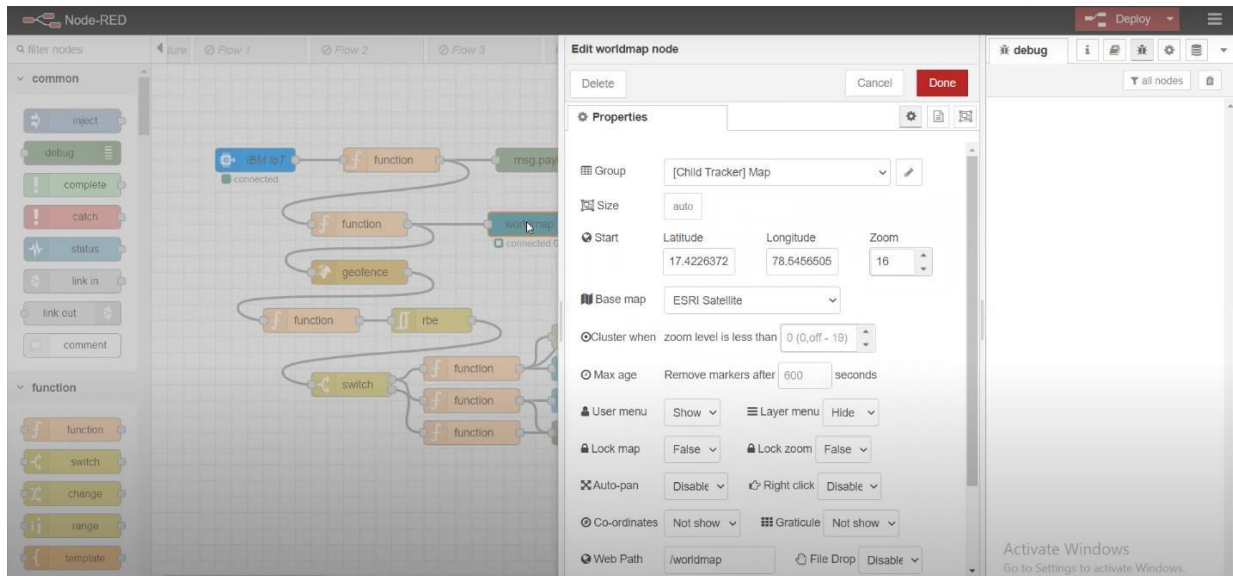 Node-RED
Deploy
filter nodes
ture
Flow 1
Flow 2
Flow 3
common
inject
debug
complete
catch
status
link in
link out
comment
function
function
switch
change
range
template
IBM IoT
connected
function
msg.pay
function
worldmap
connected 0
geofence
function
rbe
switch
function
function
function
Edit worldmap node
Delete
Cancel
Done
Properties
Group
[Child Tracker] Map
Size
auto
Start
Latitude
Longitude
Zoom
17.4226372
78.5456505
16
Base map
ESRI Satellite
Cluster when zoom level is less than 0 (0,off - 19)
Max age Remove markers after 600 seconds
User menu Show Layer menu Hide
Lock map False Lock zoom False
Auto-pan Disable Right click Disable
Co-ordinates Not show Graticule Not show
Web Path /worldmap File Drop Disable
debug
i
all nodes
Activate Windows
Go to Settings to activate Windows.